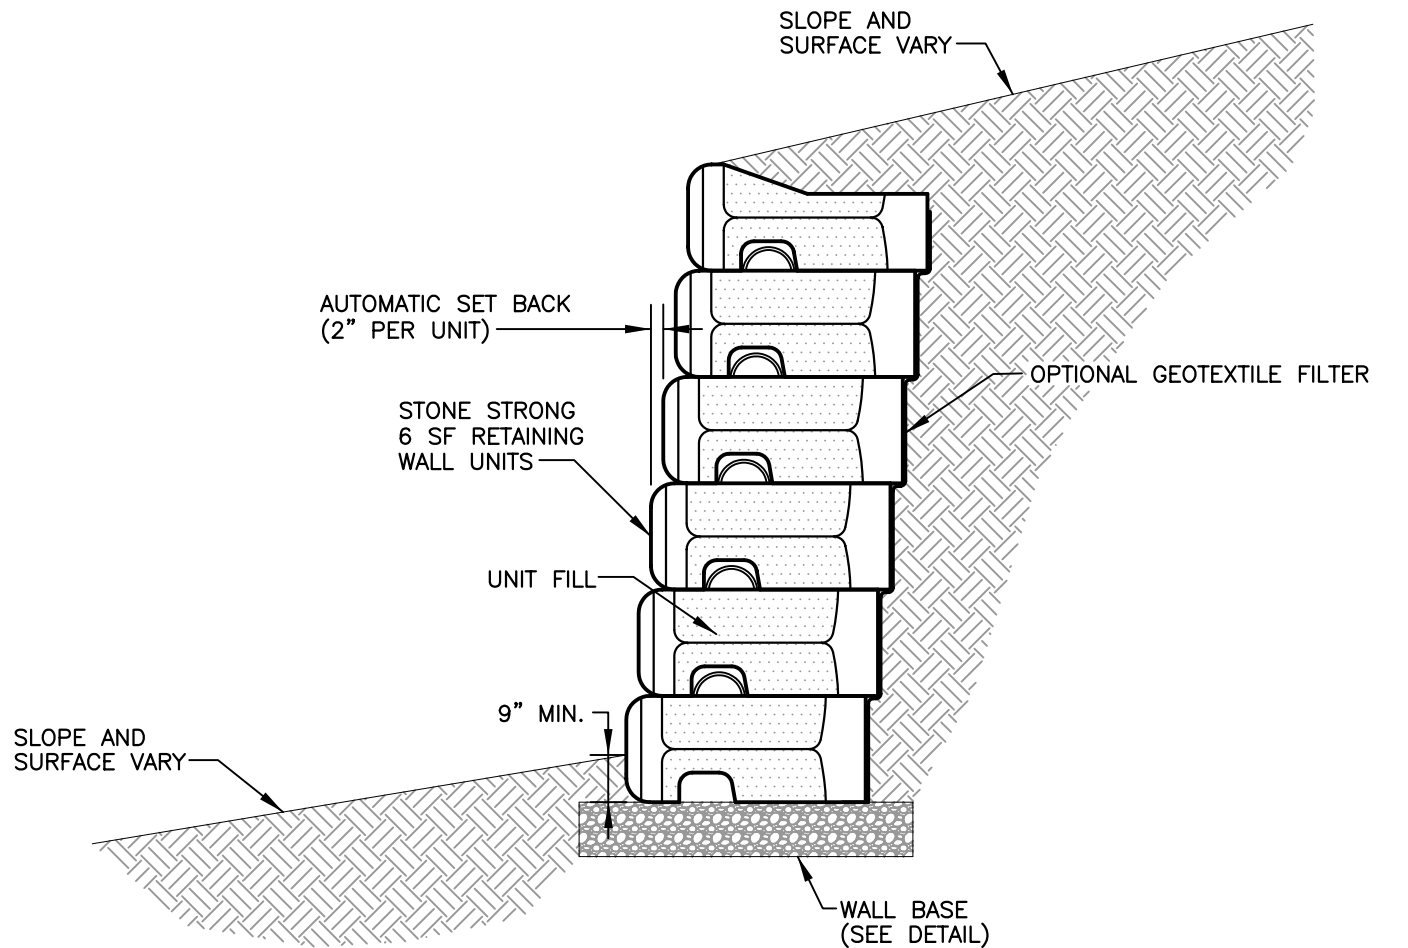 SLOPE AND
SURFACE VARY
AUTOMATIC SET BACK
(2" PER UNIT)
OPTIONAL GEOTEXTILE FILTER
STONE STRONG
6 SF RETAINING
WALL UNITS
UNIT FILL
9" MIN.
SLOPE AND
SURFACE VARY
WALL BASE
(SEE DETAIL)